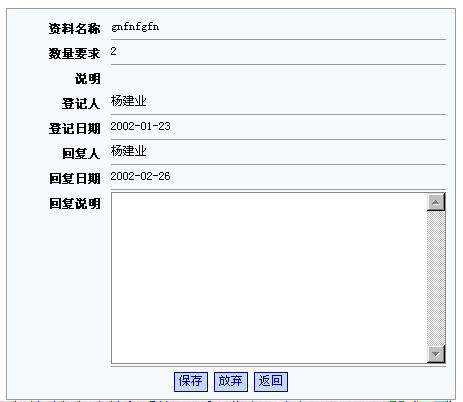 资料名称 gnfnfgfn
数量要求 2
说明
登记人 杨建业
登记日期 2002-01-23
回复人 杨建业
回复日期 2002-02-26
回复说明
保存 放弃 返回